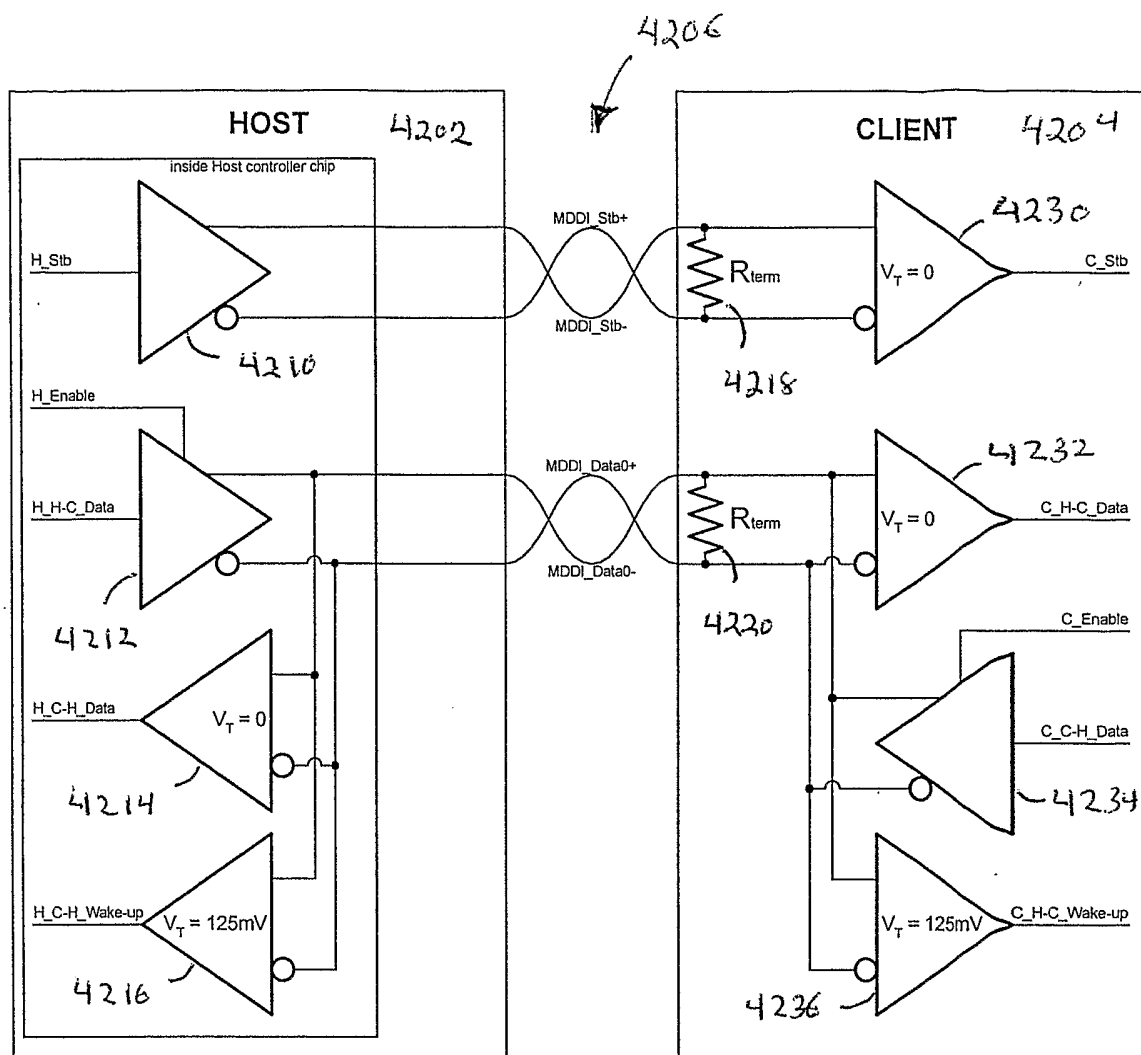 4206
HOST 4202
CLIENT 4204
inside Host controller chip
MDDI_Stb+
4230
H_Stb
Rterm
VT = 0
C_Stb
MDDI_Stb-
4210
4218
H_Enable
4232
MDDI_Data0+
H_H-C_Data
Rterm
VT = 0
C_H-C_Data
MDDI_Data0-
4212
4220
C_Enable
H_C-H_Data
VT = 0
C_C-H_Data
4214
4234
H_C-H_Wake-up
VT = 125mV
VT = 125mV
C_H-C_Wake-up
4216
4236